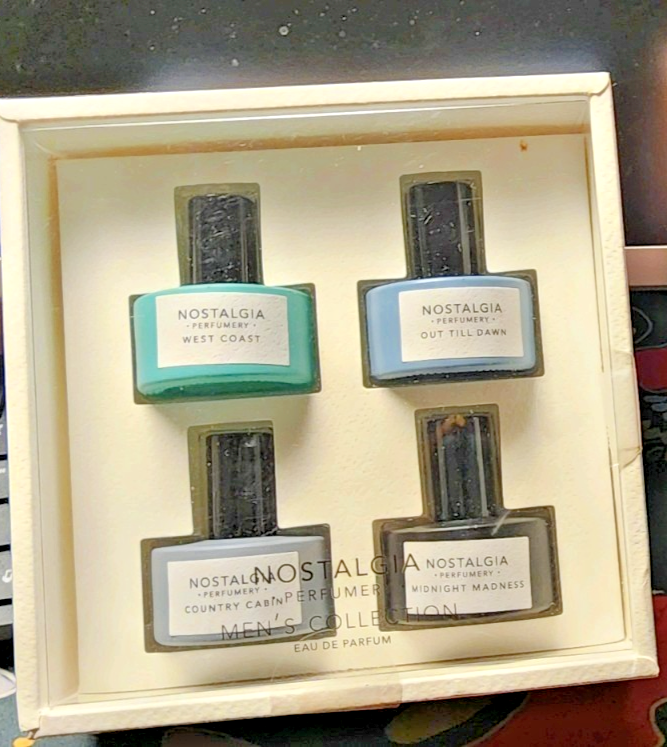 NOSTALGIA
• PERFUMERY •
WEST COAST
NOSTALGIA
• PERFUMERY •
OUT TILL DAWN
NOSTALGIA
• PERFUMERY •
COUNTRY CABIN
NOSTALGIA
• PERFUMERY •
MIDNIGHT MADNESS
NOSTALGIA
• PERFUMERY
MEN'S COLLECTION
EAU DE PARFUM